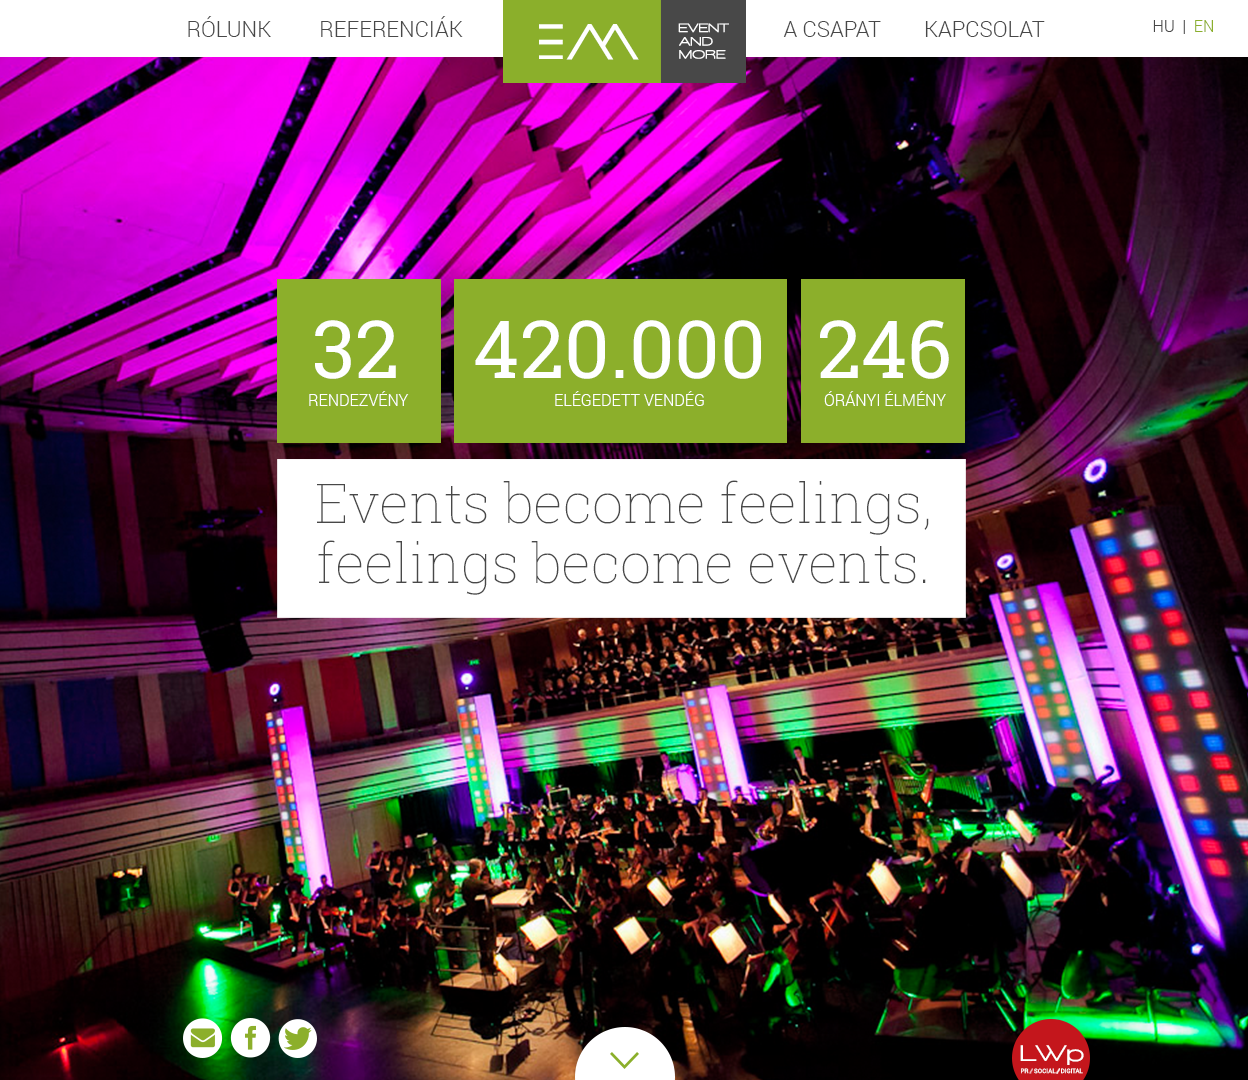 RÓLUNK
REFERENCIÁK
EM
EVENT
AND
MORE
A CSAPAT
KAPCSOLAT
HU | EN
32
RENDEZVÉNY
420.000
ELÉGEDETT VENDÉG
246
ÓRÁNYI ÉLMÉNY
Events become feelings,
feelings become events.
LWp
PR/SOCIAL/DIGITAL